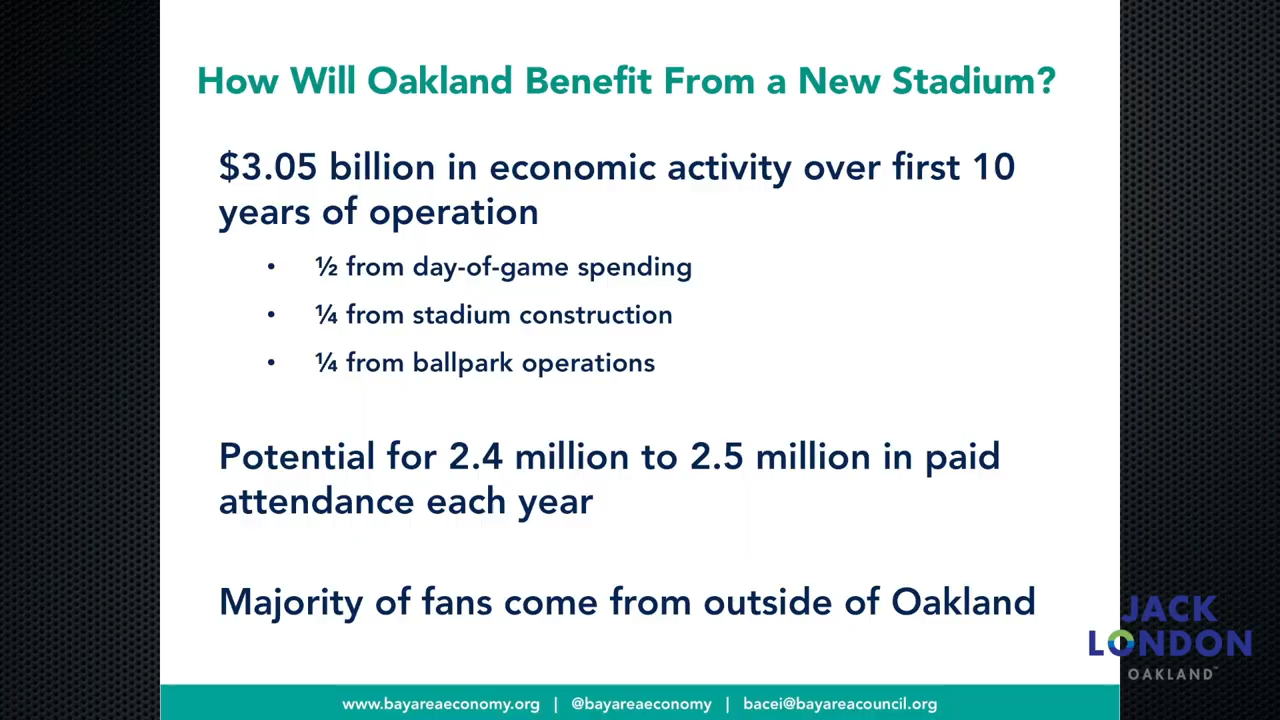 How Will Oakland Benefit From a New Stadium?
$3.05 billion in economic activity over first 10
years of operation
• ½ from day-of-game spending
• ¼ from stadium construction
• ¼ from ballpark operations
Potential for 2.4 million to 2.5 million in paid
attendance each year
Majority of fans come from outside of Oakland
JACK
LONDON
OAKLAND™
www.bayareaeconomy.org | @bayareaeconomy | bacei@bayareacouncil.org